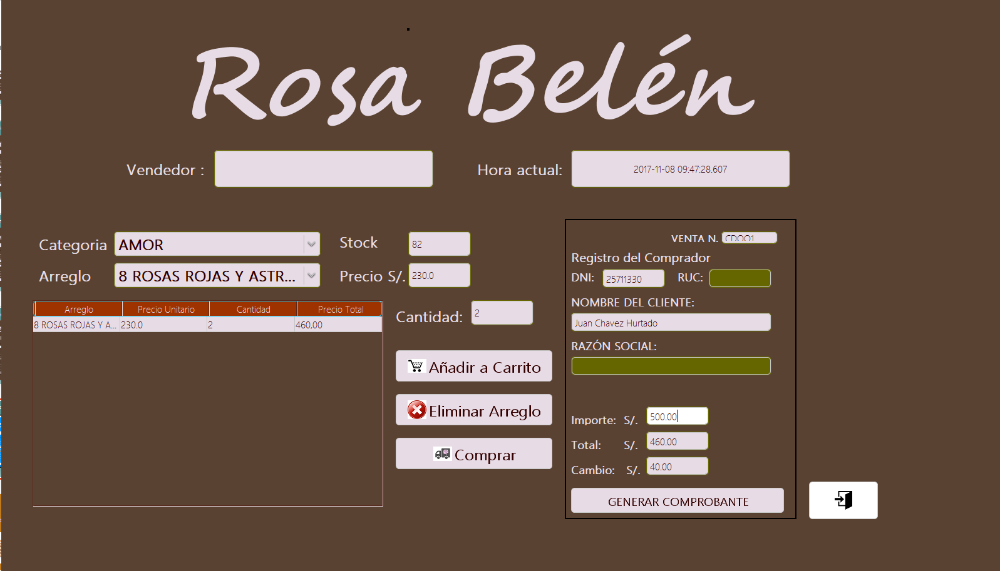 Rosa Belén
Vendedor :
Hora actual: 2017-11-08 09:47:28.607
Categoria AMOR
Stock 82
Arreglo 8 ROSAS ROJAS Y ASTR...
Precio S/. 230.0
Arreglo Precio Unitario Cantidad Precio Total
8 ROSAS ROJAS Y A... 230.0 2 460,00
Cantidad: 2
Añadir a Carrito
Eliminar Arreglo
Comprar
VENTA N.
Registro del Comprador
DNI: 25711330 RUC:
NOMBRE DEL CLIENTE:
Juan Chavez Hurtado
RAZÓN SOCIAL:
Importe: S/. 500.00
Total: S/. 460.00
Cambio: S/. 40.00
GENERAR COMPROBANTE